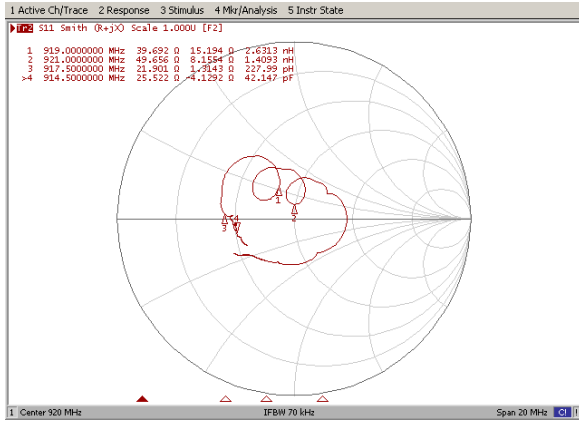 1 Active Ch/Trace 2 Response 3 Stimulus 4 Mkr/Analysis 5 Instr State
Tr2 S11 Smith (R+jX) Scale 1.000U [F2]
1 919.0000000 MHz 39.692 Ω 15.194 Ω 2.6313 nH
2 921.0000000 MHz 49.656 Ω 8.1554 Ω 1.4093 nH
3 917.5000000 MHz 21.901 Ω 1.3143 Ω 227.99 pH
>4 914.5000000 MHz 25.522 Ω -4.1292 Ω 42.147 pF
1
2
3
4
1 Center 920 MHz IFBW 70 kHz Span 20 MHz C! !